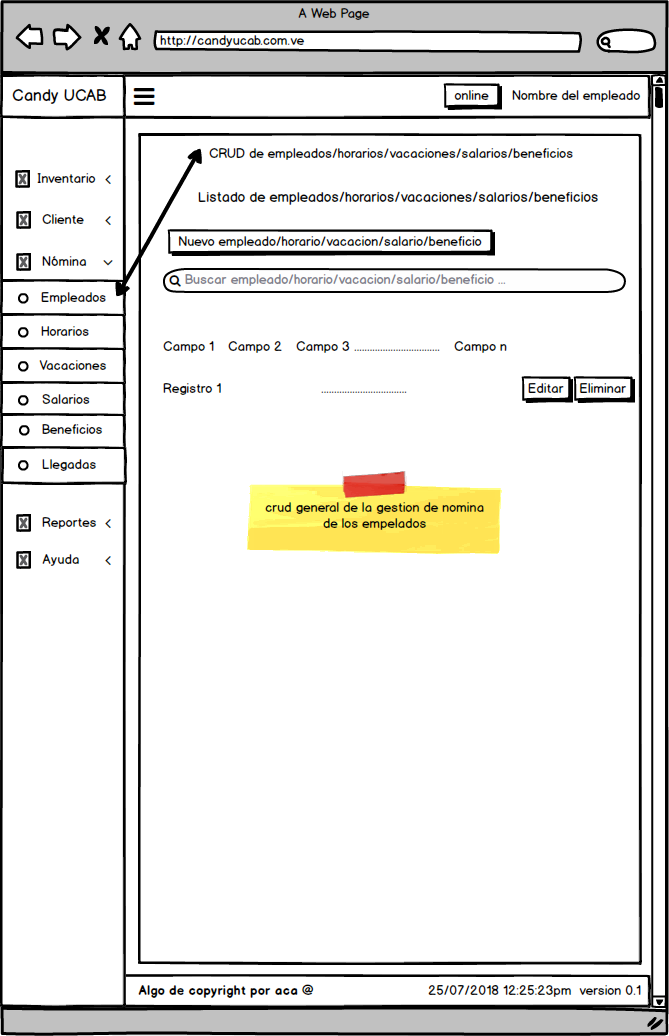 A Web Page
http://candyucab.com.ve
Candy UCAB
online
Nombre del empleado
Inventario
Cliente
Nómina
Empleados
Horarios
Vacaciones
Salarios
Beneficios
Llegadas
Reportes
Ayuda
CRUD de empleados/horarios/vacaciones/salarios/beneficios
Listado de empleados/horarios/vacaciones/salarios/beneficios
Nuevo empleado/horario/vacacion/salario/beneficio
Buscar empleado/horario/vacacion/salario/beneficio ...
Campo 1 Campo 2 Campo 3 ................................. Campo n
Registro 1 ................................. Editar Eliminar
crud general de la gestion de nomina
de los empelados
Algo de copyright por aca @
25/07/2018 12:25:23pm version 0.1